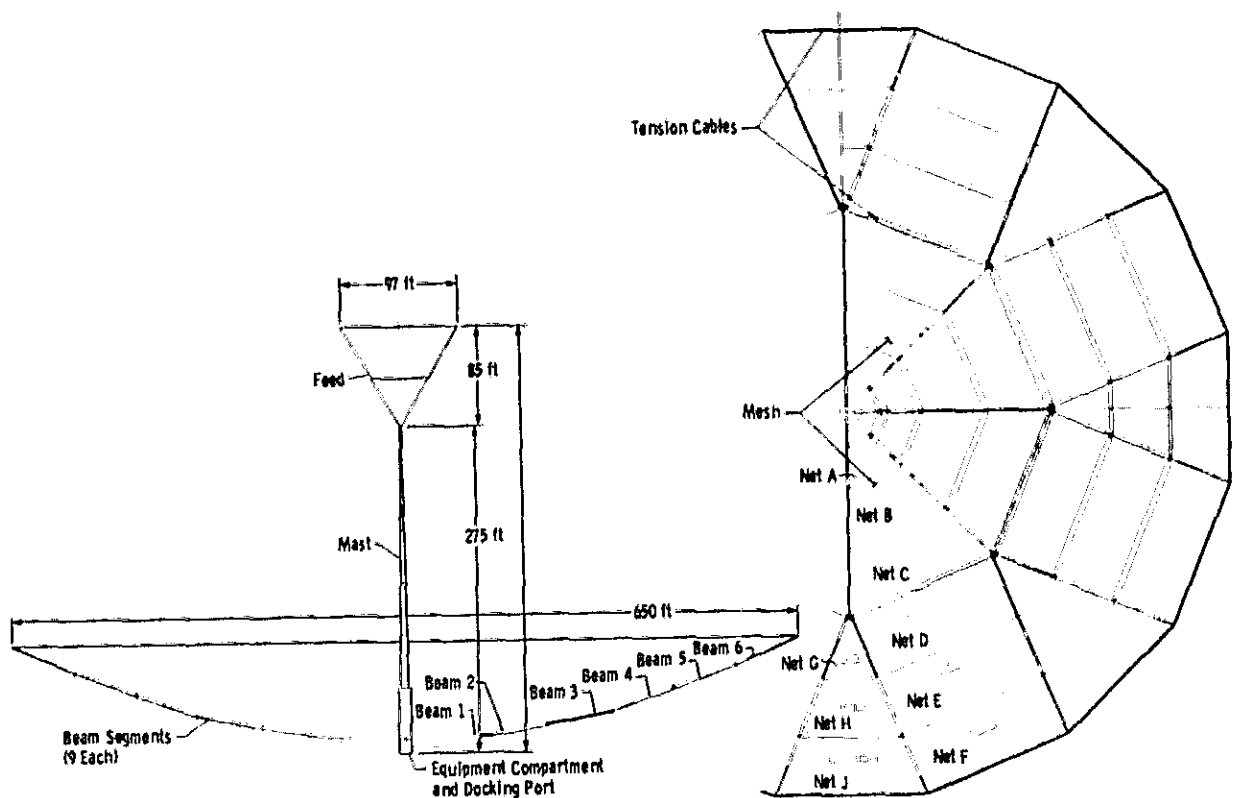 Tension Cables
97 ft
Feed
85 ft
Mesh
Net A
Net B
275 ft
Mast
Net C
650 ft
Net D
Net G
Beam 6
Beam 5
Beam 4
Beam 3
Beam 2
Beam 1
Net E
Net H
Net F
Net J
Beam Segments
(9 Each)
Equipment Compartment
and Docking Port